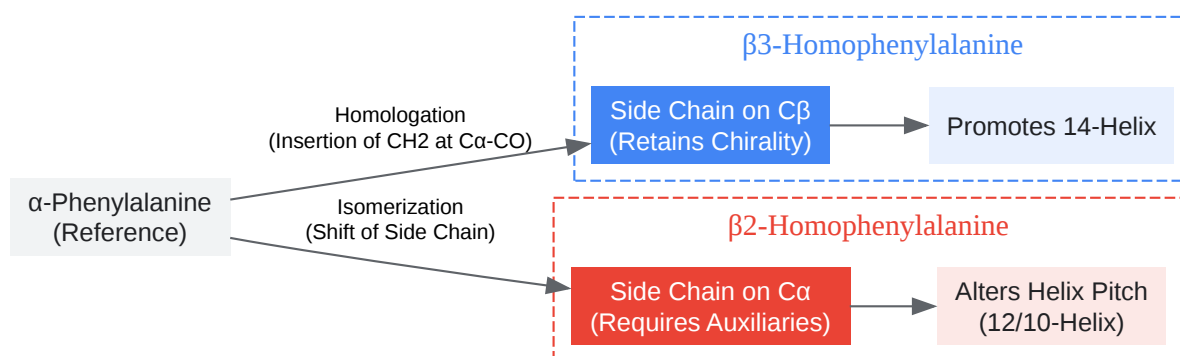 β3-Homophenylalanine
Homologation
(Insertion of CH2 at Cα-CO)
Side Chain on Cβ
(Retains Chirality)
Promotes 14-Helix
α-Phenylalanine
(Reference)
Isomerization
(Shift of Side Chain)
β2-Homophenylalanine
Side Chain on Cα
(Requires Auxiliaries)
Alters Helix Pitch
(12/10-Helix)